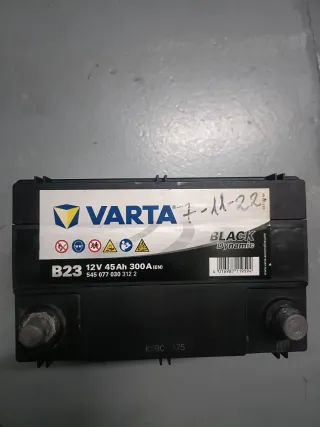 VARTA
7-11-22
BLACK
Dynamic
B23
12V 45Ah 300A (EN)
545 077 030 312 2